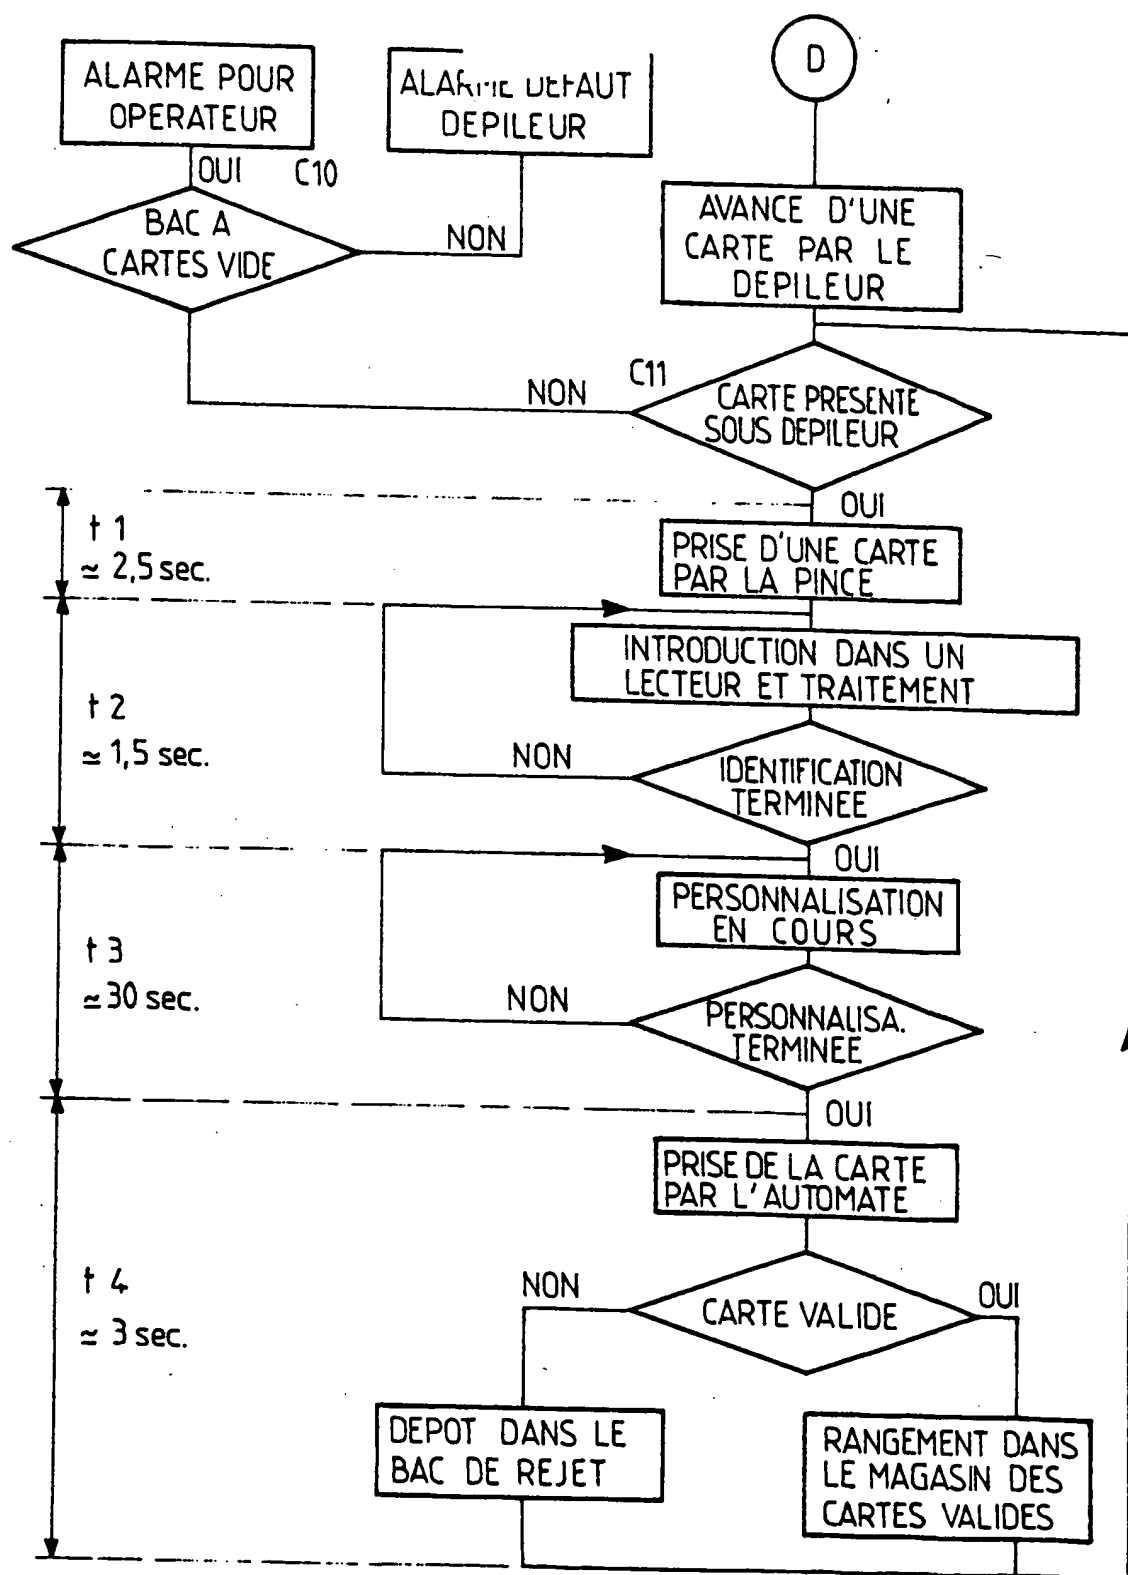 D
ALARME POUR
OPERATEUR
DEFAUT
DEPILEUR
OUI
C10
BAC A
CARTES VIDE
NON
AVANCE D'UNE
CARTE PAR LE
DEPILEUR
C11
NON
CARTE PRESENTE
SOUS DEPILEUR
OUI
t 1
≃ 2,5 sec.
PRISE D'UNE CARTE
PAR LA PINCE
INTRODUCTION DANS UN
LECTEUR ET TRAITEMENT
t 2
≃ 1,5 sec.
NON
IDENTIFICATION
TERMINEE
OUI
PERSONNALISATION
EN COURS
t 3
≃ 30 sec.
NON
PERSONNALISA.
TERMINEE
OUI
PRISE DE LA CARTE
PAR L'AUTOMATE
t 4
≃ 3 sec.
NON
CARTE VALIDE
OUI
DEPOT DANS LE
BAC DE REJET
RANGEMENT DANS
LE MAGASIN DES
CARTES VALIDES